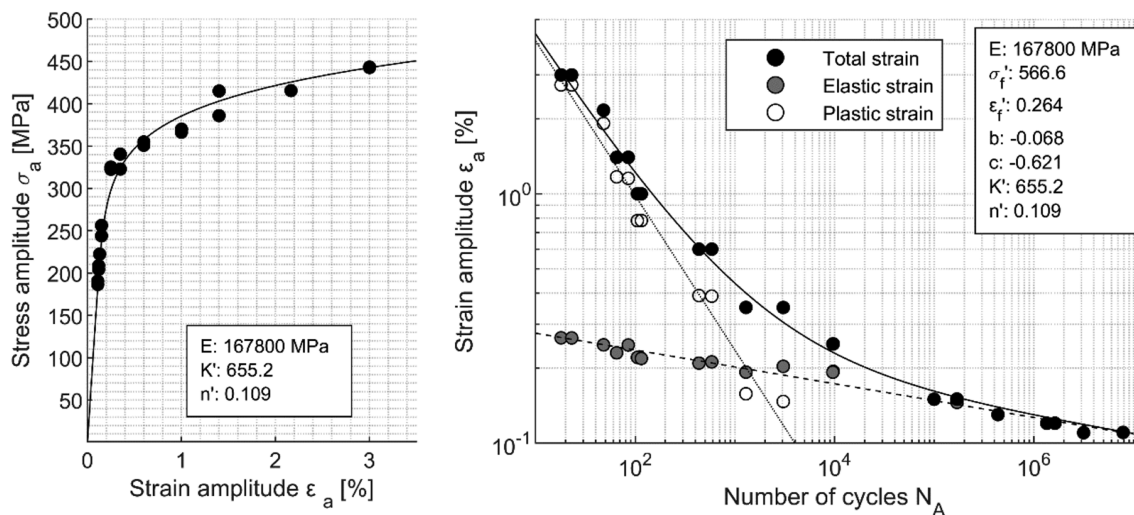 500
450
400
350
300
250
200
150
100
50
Stress amplitude σa [MPa]
E: 167800 MPa
K': 655.2
n': 0.109
0
1
2
3
Strain amplitude εa [%]
Total strain
Elastic strain
Plastic strain
E: 167800 MPa
σf': 566.6
εf': 0.264
b: -0.068
c: -0.621
K': 655.2
n': 0.109
Strain amplitude εa [%]
10^0
10^-1
10^2
10^4
10^6
Number of cycles NA